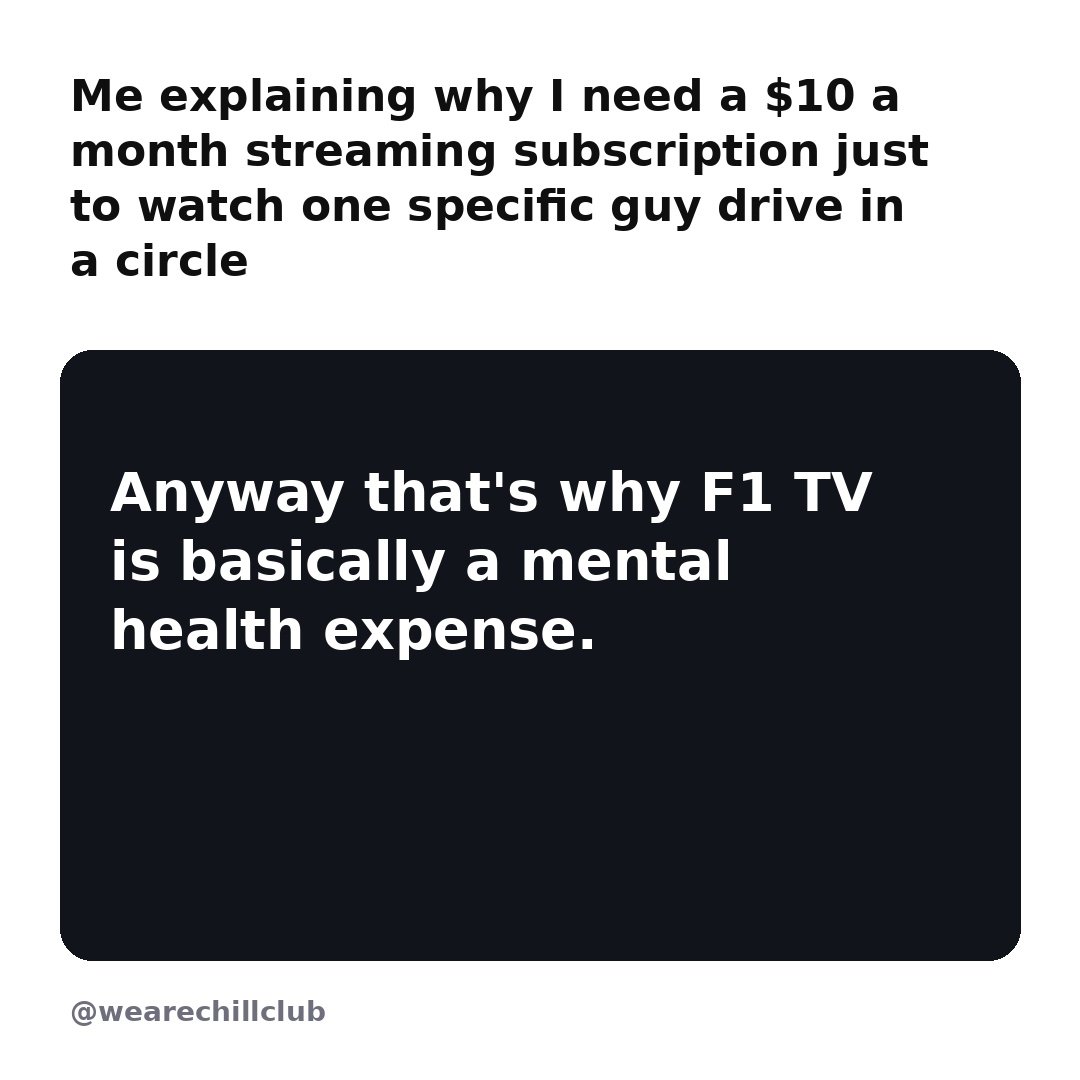 Me explaining why I need a $10 a
month streaming subscription just
to watch one specific guy drive in
a circle
Anyway that's why F1 TV
is basically a mental
health expense.
@wearechillclub